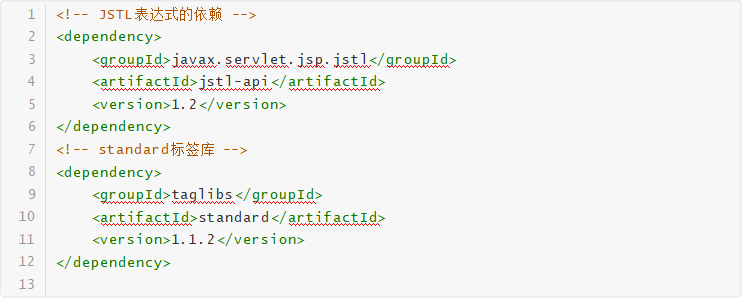 1 <!-- JSTL表达式的依赖 -->
2 <dependency>
3 <groupId>javax.servlet.jsp.jstl</groupId>
4 <artifactId>jstl-api</artifactId>
5 <version>1.2</version>
6 </dependency>
7 <!-- standard标签库 -->
8 <dependency>
9 <groupId>taglibs</groupId>
10 <artifactId>standard</artifactId>
11 <version>1.1.2</version>
12 </dependency>
13